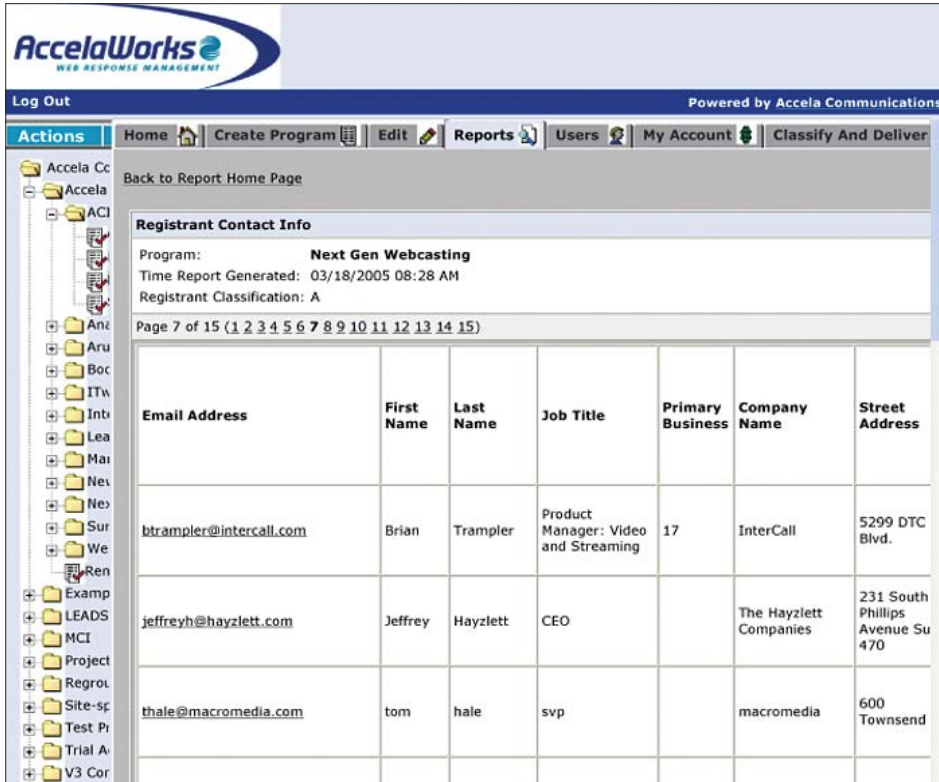 AccelaWorks
WEB RESPONSE MANAGEMENT
Log Out
Powered by Accela Communications
Actions
Home
Create Program
Edit
Reports
Users
My Account
Classify And Deliver
Accela
Accela
Examp
LEADS
MCI
Project
Site-sp
Back to Report Home Page
Registrant Contact Info
Program: Next Gen Webcasting
Time Report Generated: 03/18/2005 08:28 AM
Registrant Classification: A
Page 7 of 15 (1 2 3 4 5 6 7 8 9 10 11 12 13 14 15)
Email Address
First
Name
Last
Name
Job Title
Primary
Business
Company
Name
Street
Address
btrampler@intercall.com
Brian
Trampler
Product
Manager: Video
and Streaming
17
InterCall
5299 DTC
Blvd.
jeffreyh@hayzlett.com
Jeffrey
Hayzlett
CEO
The Hayzlett
Companies
231 South
Phillips
Avenue Su
470
thale@macromedia.com
tom
hale
svp
macromedia
600
Townsend